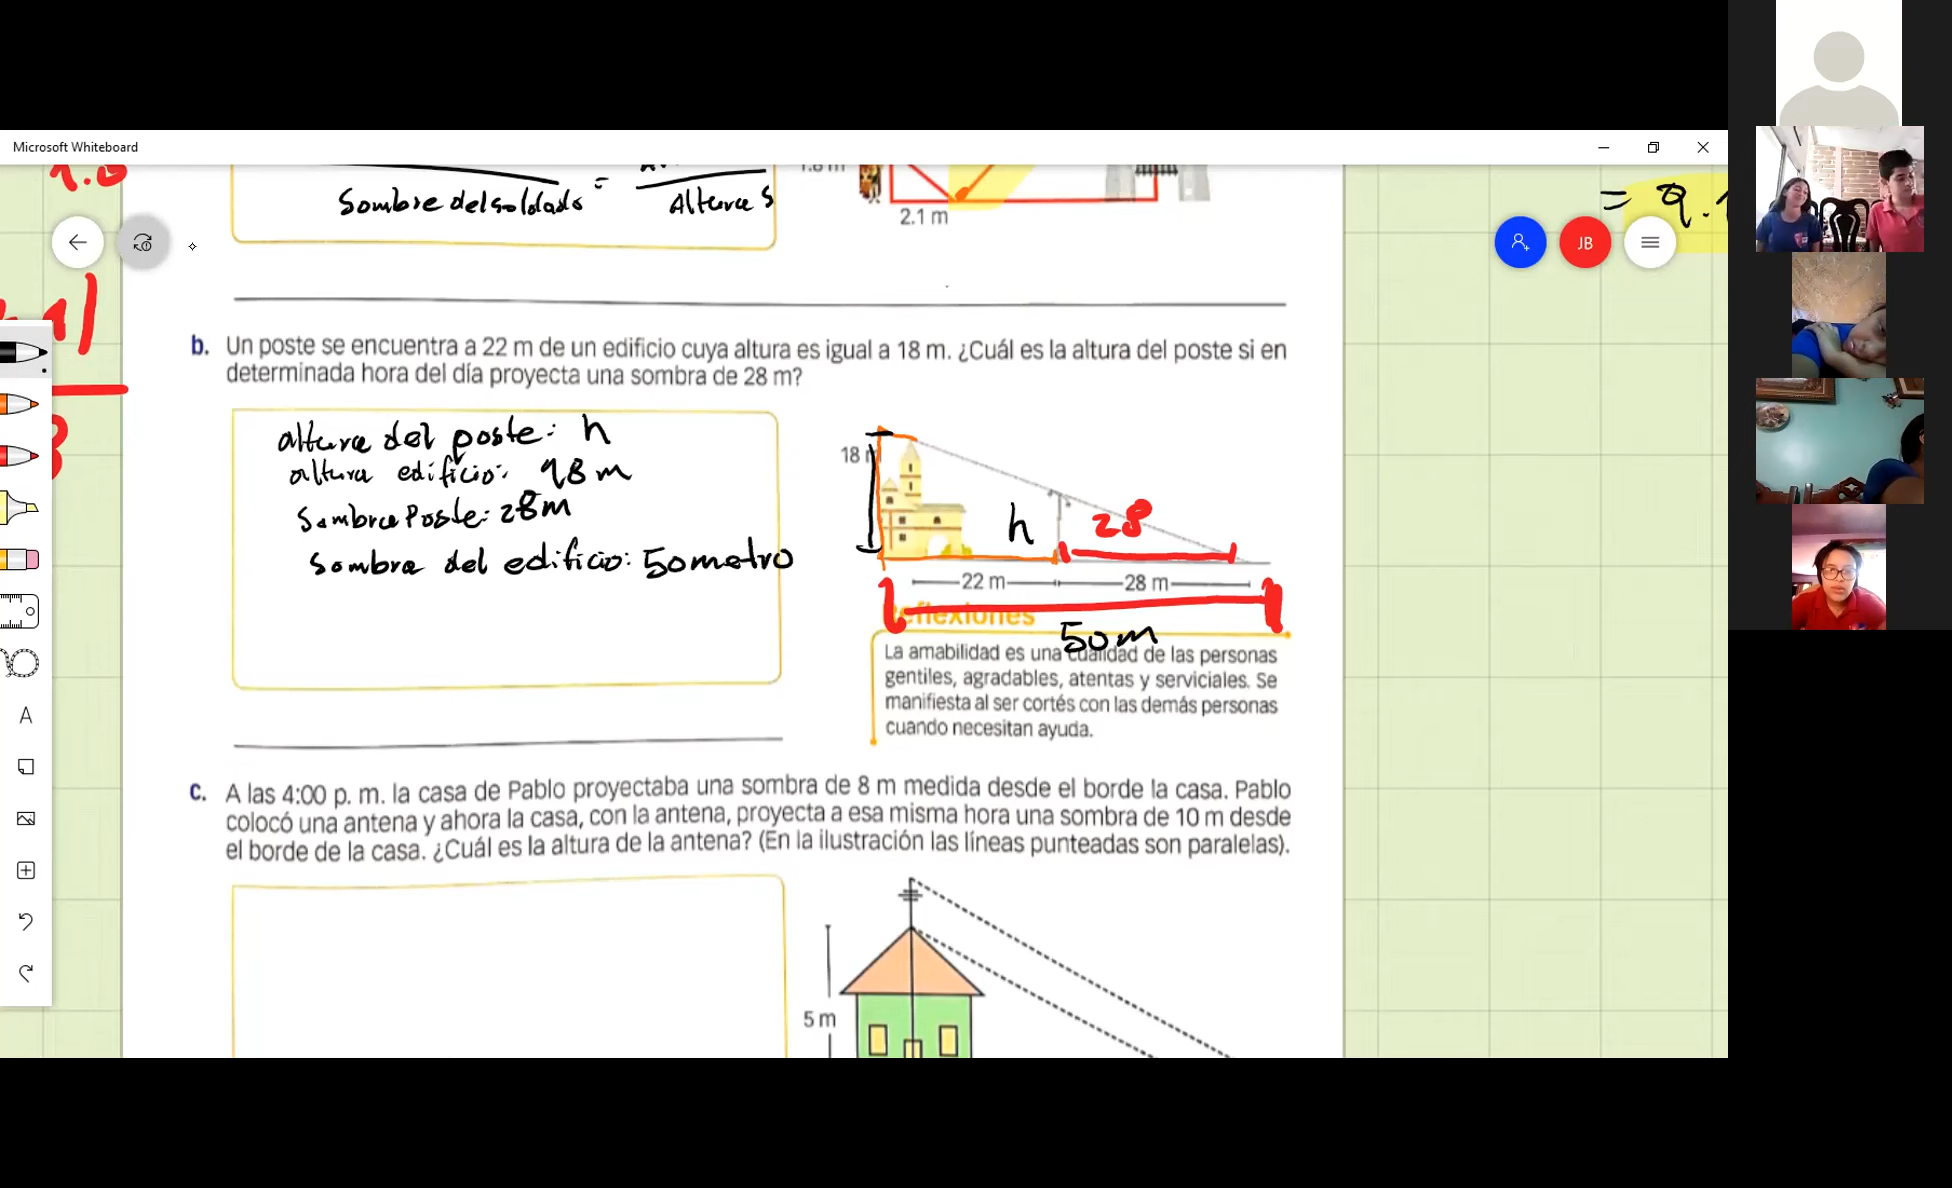 Microsoft Whiteboard
Sombre del soldado = Altura S
2.1 m
= 9.1
JB
b. Un poste se encuentra a 22 m de un edificio cuya altura es igual a 18 m. ¿Cuál es la altura del poste si en
determinada hora del día proyecta una sombra de 28 m?
altura del poste: h
altura edificio: 18 m
Sombra Poste: 28m
Sombra del edificio: 50 metro
18
h
28
22 m
28 m
50m
La amabilidad es una cualidad de las personas
gentiles, agradables, atentas y serviciales. Se
manifiesta al ser cortés con las demás personas
cuando necesitan ayuda.
c. A las 4:00 p. m. la casa de Pablo proyectaba una sombra de 8 m medida desde el borde la casa. Pablo
colocó una antena y ahora la casa, con la antena, proyecta a esa misma hora una sombra de 10 m desde
el borde de la casa. ¿Cuál es la altura de la antena? (En la ilustración las líneas punteadas son paralelas).
5 m
A